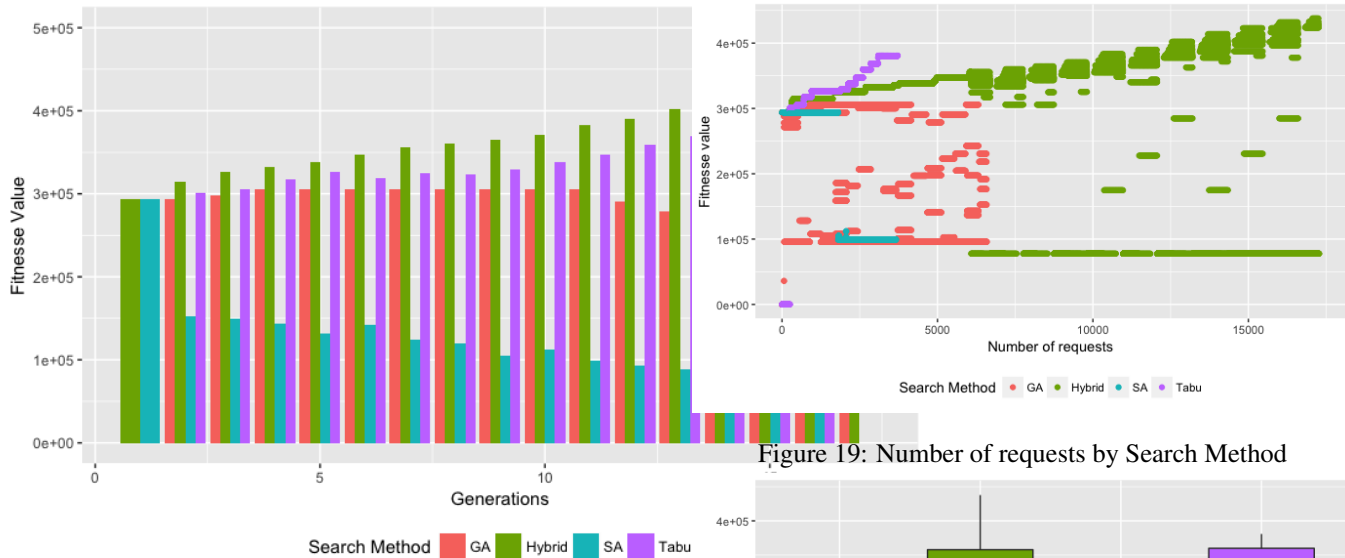 Fitnesse Value
5e+05
4e+05
3e+05
2e+05
1e+05
0e+00
0
5
10
Generations
Search Method GA Hybrid SA Tabu
Fitnesse value
4e+05
3e+05
2e+05
1e+05
0e+00
0
5000
10000
15000
Number of requests
Search Method GA Hybrid SA Tabu
Figure 19: Number of requests by Search Method
4e+05